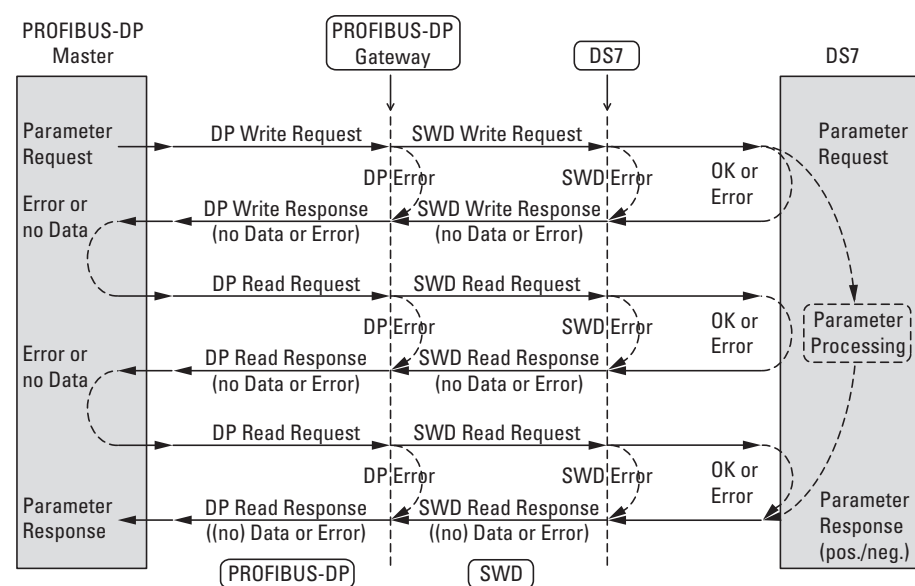 PROFIBUS-DP
Master
PROFIBUS-DP
Gateway
DS7
DS7
Parameter
Request
DP Write Request
SWD Write Request
Parameter
Request
DP Error
SWD Error
OK or
Error
Error or
no Data
DP Write Response
(no Data or Error)
SWD Write Response
(no Data or Error)
DP Read Request
SWD Read Request
DP Error
SWD Error
OK or
Error
Parameter
Processing
Error or
no Data
DP Read Response
(no Data or Error)
SWD Read Response
(no Data or Error)
DP Read Request
SWD Read Request
DP Error
SWD Error
OK or
Error
Parameter
Response
DP Read Response
((no) Data or Error)
SWD Read Response
((no) Data or Error)
Parameter
Response
(pos./neg.)
PROFIBUS-DP
SWD